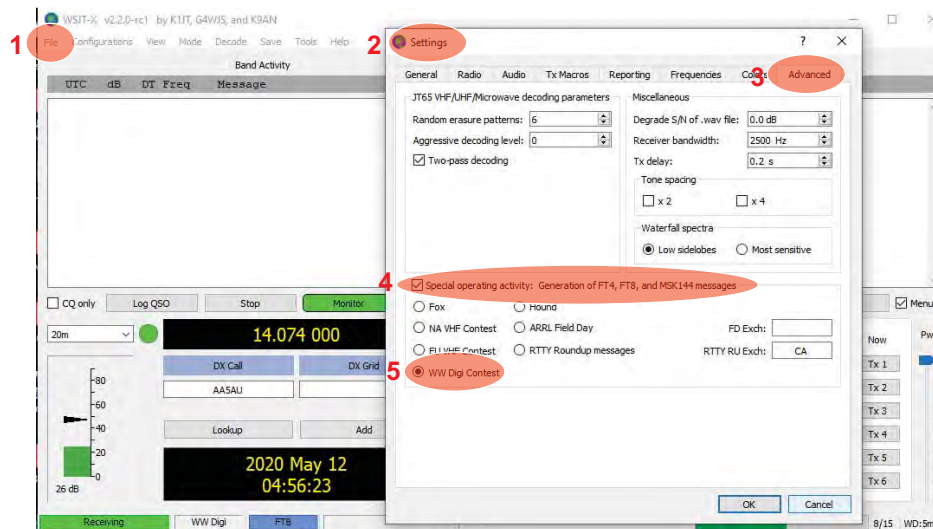 WSJT-X v2.2.0-rc1 by K1JT, G4WJS, and K9AN
1 File Configurations View Mode Decode Save Tools Help
Band Activity
UTC dB DT Freq Message
CQ only Log QSO Stop Monitor Menu
20m 14.074 000
DX Call DX Grid
AA5AU
Lookup Add
2020 May 12
04:56:23
-80
-60
-40
-20
-0
26 dB
Receiving WW Digi FT8
2 Settings ? X
General Radio Audio Tx Macros Reporting Frequencies Colors 3 Advanced
JT65 VHF/UHF/Microwave decoding parameters
Random erasure patterns: 6
Aggressive decoding level: 0
Two-pass decoding
Miscellaneous
Degrade S/N of .wav file: 0.0 dB
Receiver bandwidth: 2500 Hz
Tx delay: 0.2 s
Tone spacing
x 2 x 4
Waterfall spectra
Low sidelobes Most sensitive
4 Special operating activity: Generation of FT4, FT8, and MSK144 messages
Fox Hound
NA VHF Contest ARRL Field Day FD Exch:
EU VHF Contest RTTY Roundup messages RTTY RU Exch: CA
5 WW Digi Contest
OK Cancel
Now Pw
Tx 1
Tx 2
Tx 3
Tx 4
Tx 5
Tx 6
8/15 WD:5m